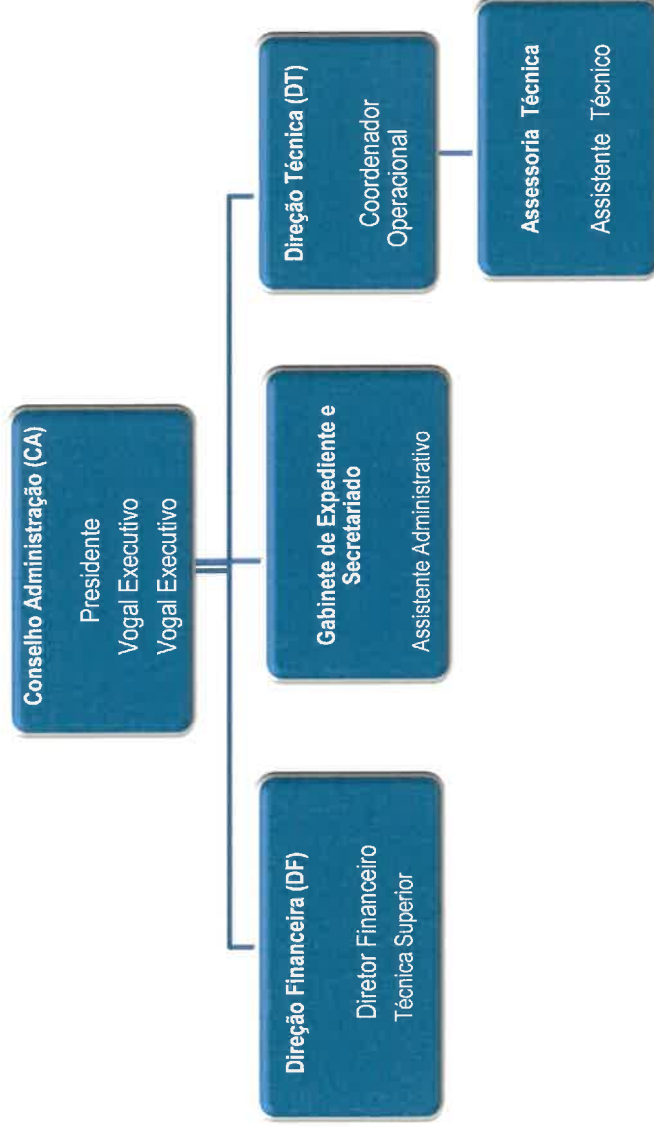 Conselho Administração (CA)
Presidente
Vogal Executivo
Vogal Executivo
Direção Financeira (DF)
Diretor Financeiro
Técnica Superior
Gabinete de Expediente e
Secretariado
Assistente Administrativo
Direção Técnica (DT)
Coordenador
Operacional
Assessoria Técnica
Assistente Técnico